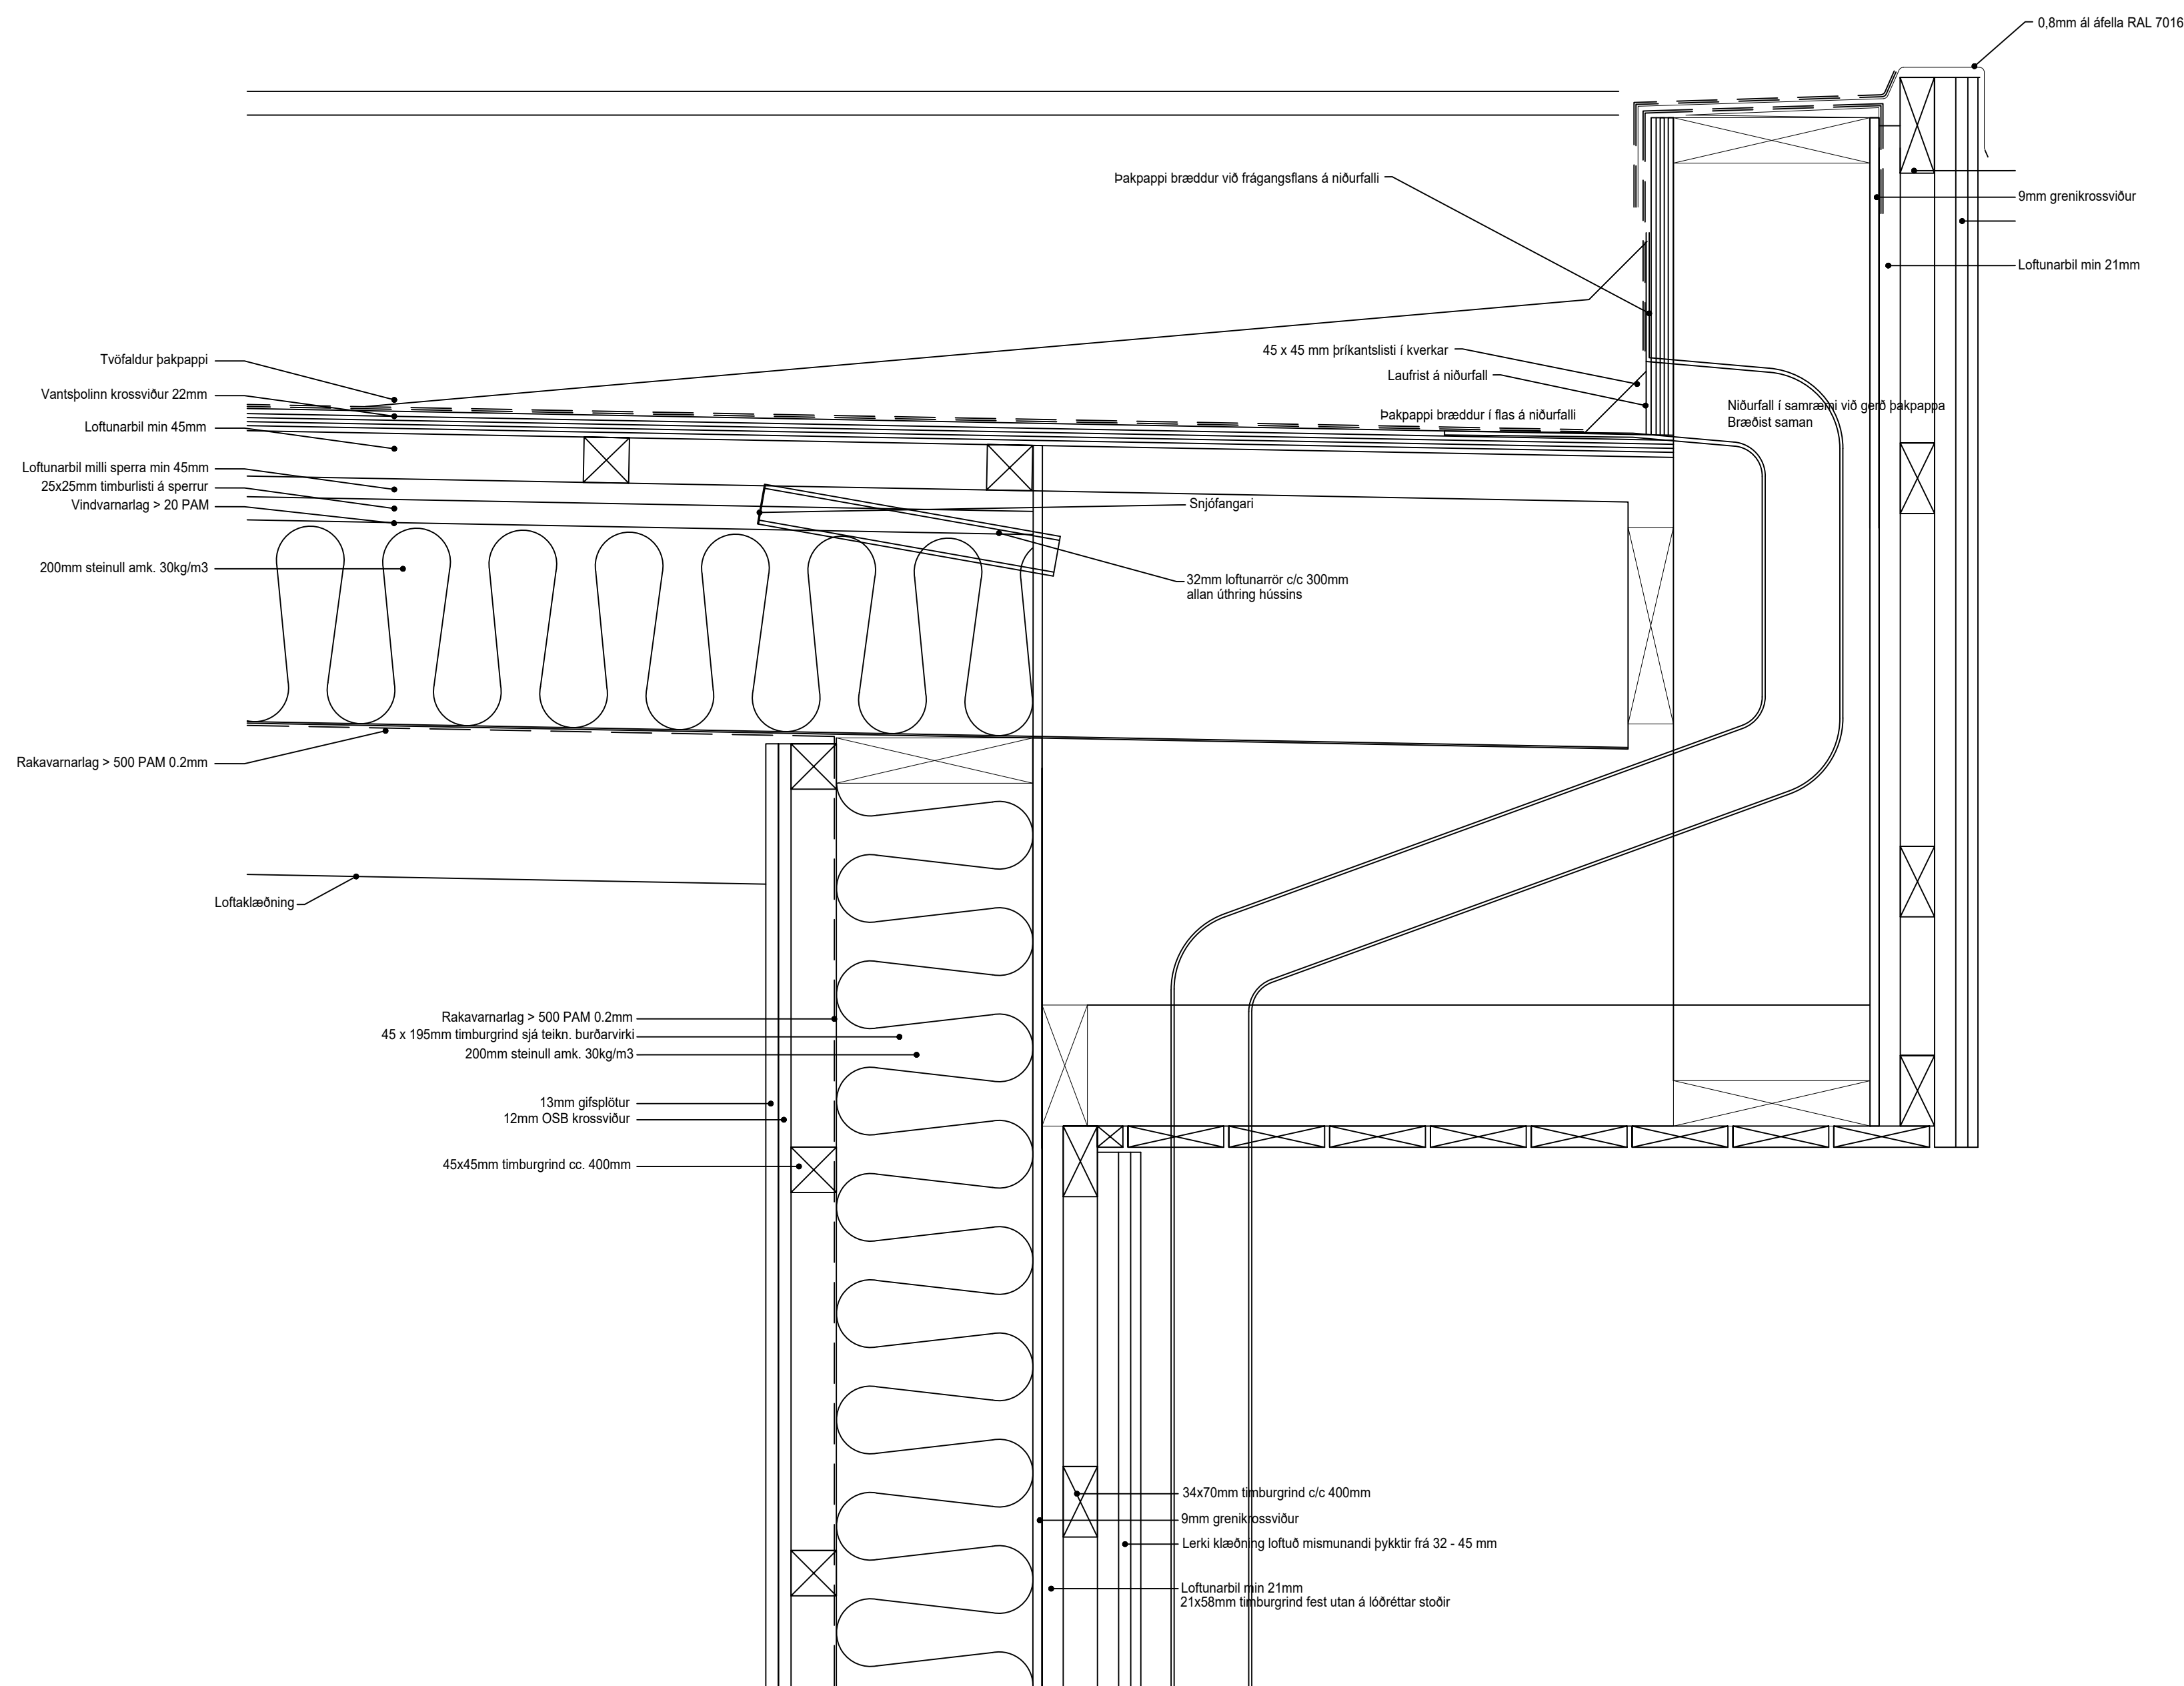 0,8mm ál áfella RAL 7016
Þakpappi bræddur við frágangsflans á niðurfalli
9mm grenikrossviður
Loftunarbil min 21mm
45 x 45 mm þríkantslisti í kverkar
Laufrist á niðurfall
Þakpappi bræddur í flas á niðurfalli
Niðurfall í samræmi við gerð þakpappa
Bræðist saman
Tvöfaldur þakpappi
Vantsþolinn krossviður 22mm
Loftunarbil min 45mm
Loftunarbil milli sperra min 45mm
25x25mm timburlisti á sperrur
Vindvarnarlag > 20 PAM
200mm steinull amk. 30kg/m3
Snjófangari
32mm loftunarrör c/c 300mm
allan úthring hússins
Rakavarnarlag > 500 PAM 0.2mm
Loftaklæðning
Rakavarnarlag > 500 PAM 0.2mm
45 x 195mm timburgrind sjá teikn. burðarvirki
200mm steinull amk. 30kg/m3
13mm gifsplötur
12mm OSB krossviður
45x45mm timburgrind cc. 400mm
34x70mm timburgrind c/c 400mm
9mm grenikrossviður
Lerki klæðning loftuð mismunandi þykktir frá 32 - 45 mm
Loftunarbil min 21mm
21x58mm timburgrind fest utan á lóðréttar stoðir